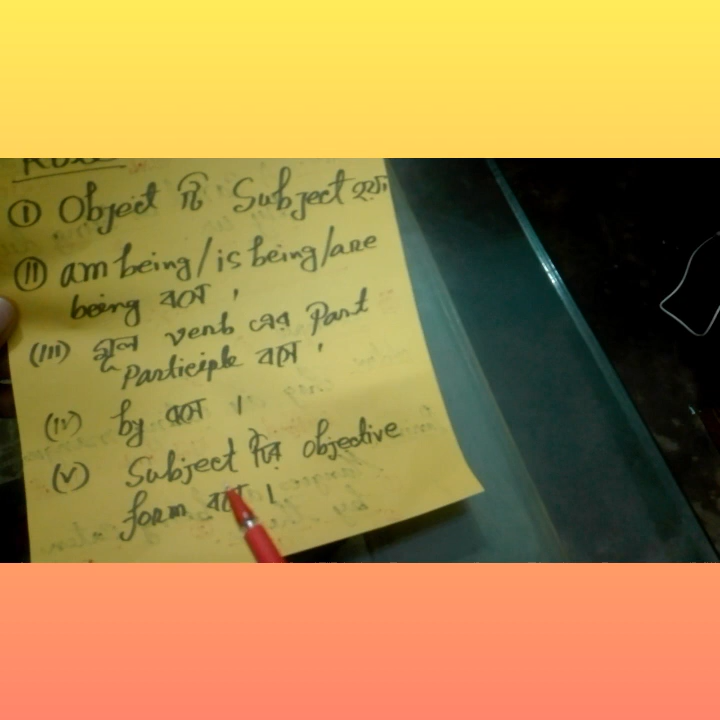 ① Object টি Subject হয়
② am being/is being/are
being বসে ,
(III) মূল verb এর Past
Participle বসে ,
(IV) by বসে ।
(V) Subject টির objective
form বসে ।